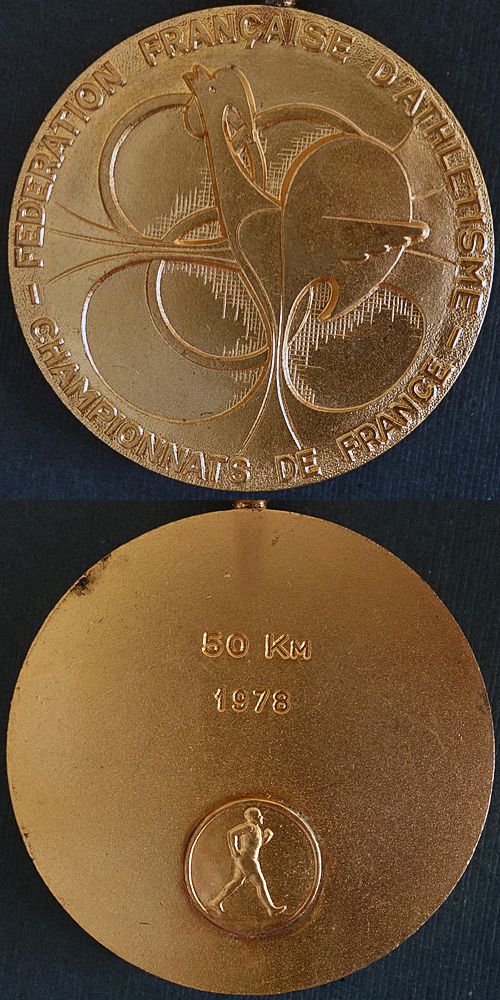 FEDERATION FRANÇAISE D'ATHLETISME
– CHAMPIONNATS DE FRANCE –
50 KM
1978